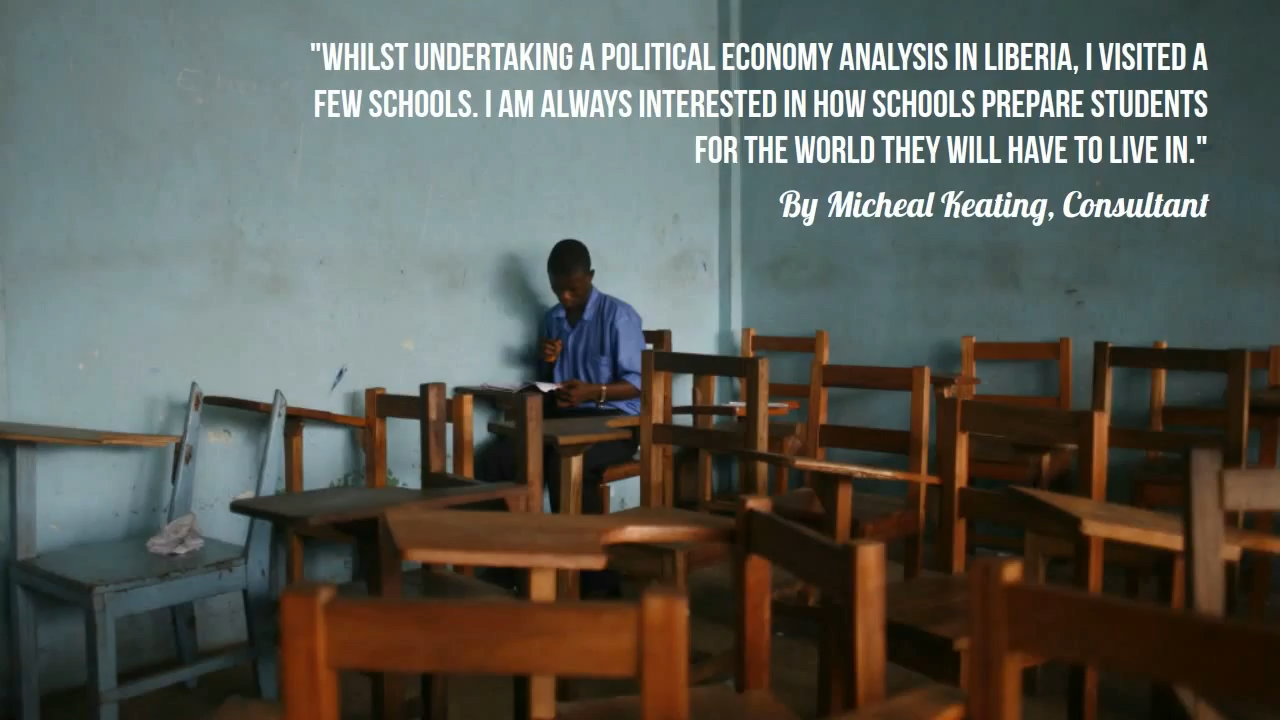 "WHILST UNDERTAKING A POLITICAL ECONOMY ANALYSIS IN LIBERIA, I VISITED A
FEW SCHOOLS. I AM ALWAYS INTERESTED IN HOW SCHOOLS PREPARE STUDENTS
FOR THE WORLD THEY WILL HAVE TO LIVE IN."
By Micheal Keating, Consultant